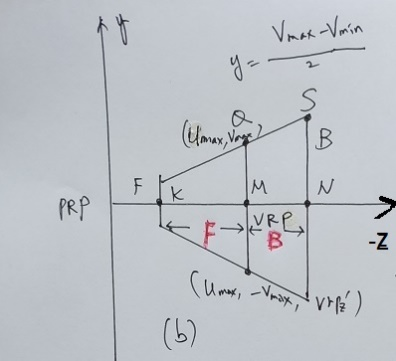 y
y = Vmax - Vmin
2
S
Q
(Umax, Vmax)
B
F
K
M
N
PRP
VRP
F
B
-Z
(Umax, -Vmax, vrpz')
(b)